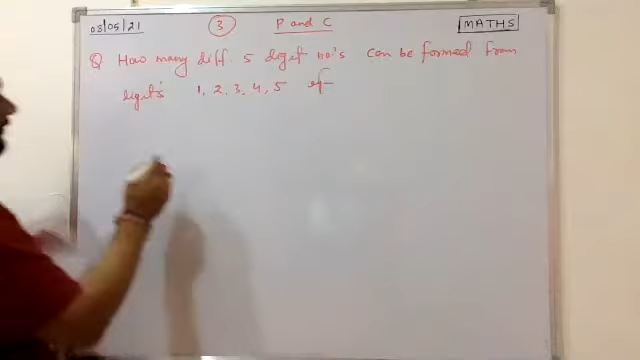 03/05/21 3 P and C MATHS
Q How many diff. 5 digit no's can be formed from
digits 1, 2, 3, 4, 5 if